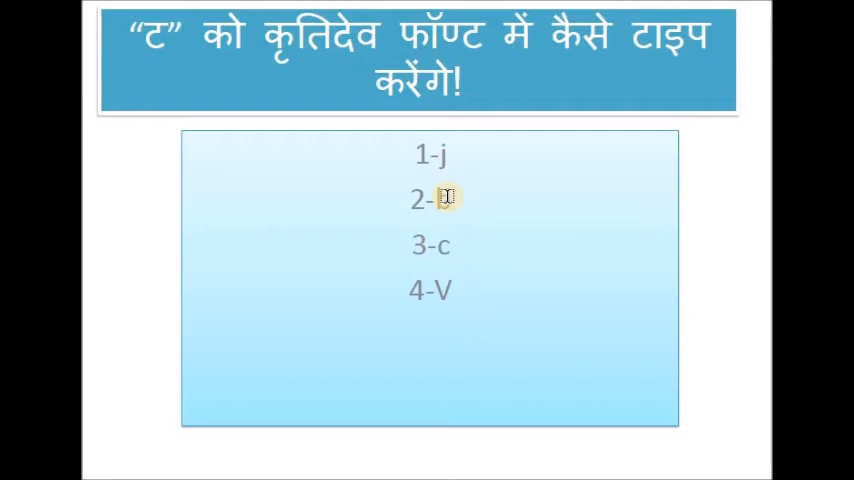 “ट” को कृतिदेव फॉण्ट में कैसे टाइप
करेंगे!
1-j
2-
3-c
4-V